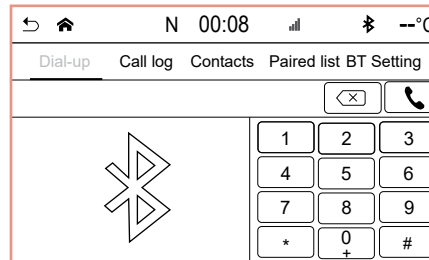 N 00:08 --°C
Dial-up Call log Contacts Paired list BT Setting
1 2 3
4 5 6
7 8 9
* 0 #
+